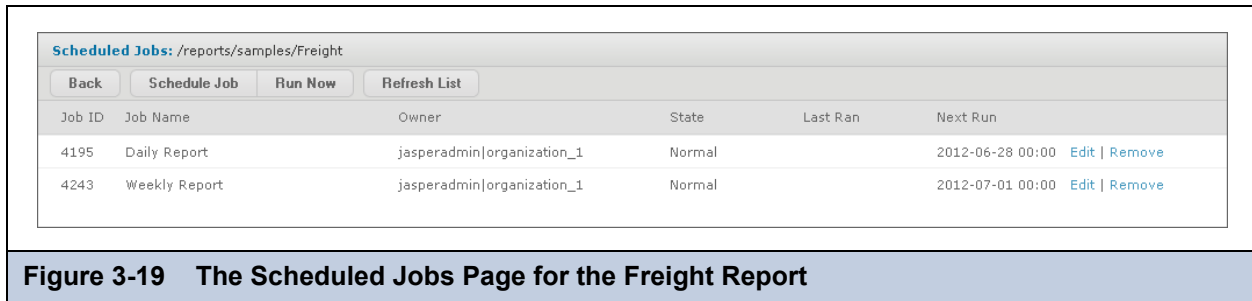 Scheduled Jobs: /reports/samples/Freight
Back Schedule Job Run Now Refresh List
Job ID Job Name Owner State Last Ran Next Run
4195 Daily Report jasperadmin|organization_1 Normal 2012-06-28 00:00 Edit | Remove
4243 Weekly Report jasperadmin|organization_1 Normal 2012-07-01 00:00 Edit | Remove
Figure 3-19 The Scheduled Jobs Page for the Freight Report